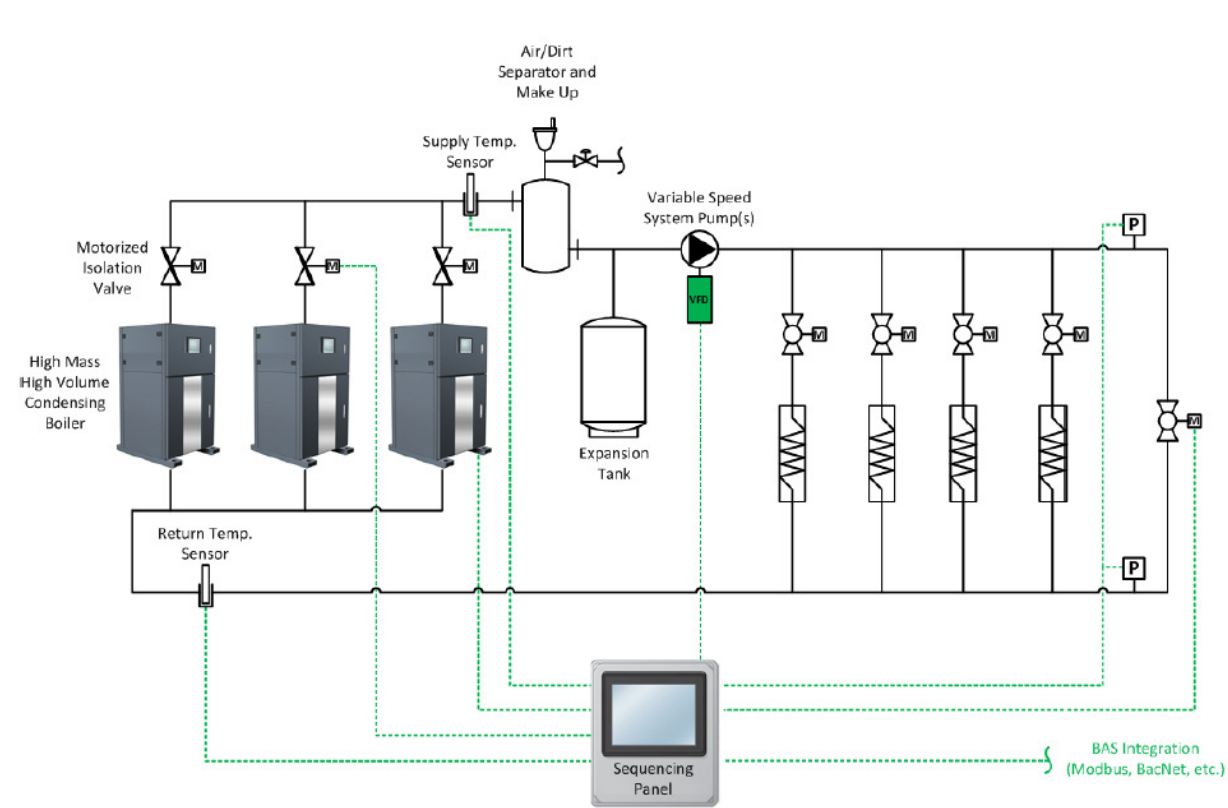 Air/Dirt
Separator and
Make Up
Supply Temp.
Sensor
Variable Speed
System Pump(s)
P
Motorized
Isolation
Valve
M
M
M
VFD
M
M
M
M
High Mass
High Volume
Condensing
Boiler
M
Expansion
Tank
Return Temp.
Sensor
P
BAS Integration
(Modbus, BacNet, etc.)
Sequencing
Panel